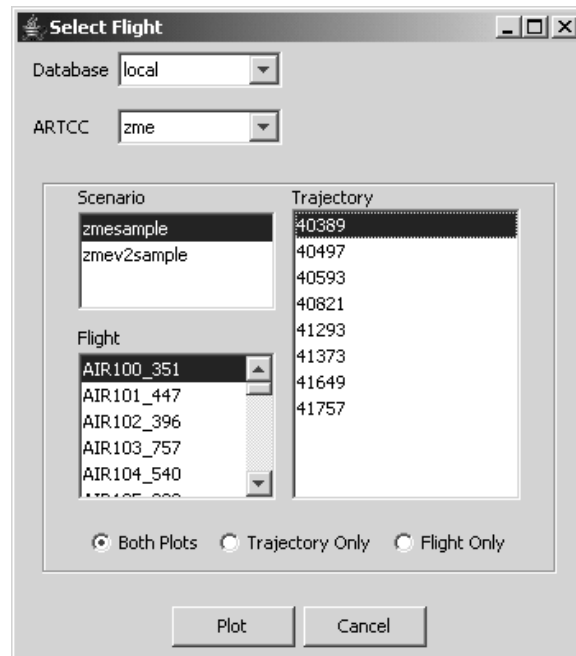 Select Flight
Database local
ARTCC zme
Scenario
zmesample
zmev2sample
Trajectory
40389
40497
40593
40821
41293
41373
41649
41757
Flight
AIR100_351
AIR101_447
AIR102_396
AIR103_757
AIR104_540
Both Plots Trajectory Only Flight Only
Plot Cancel